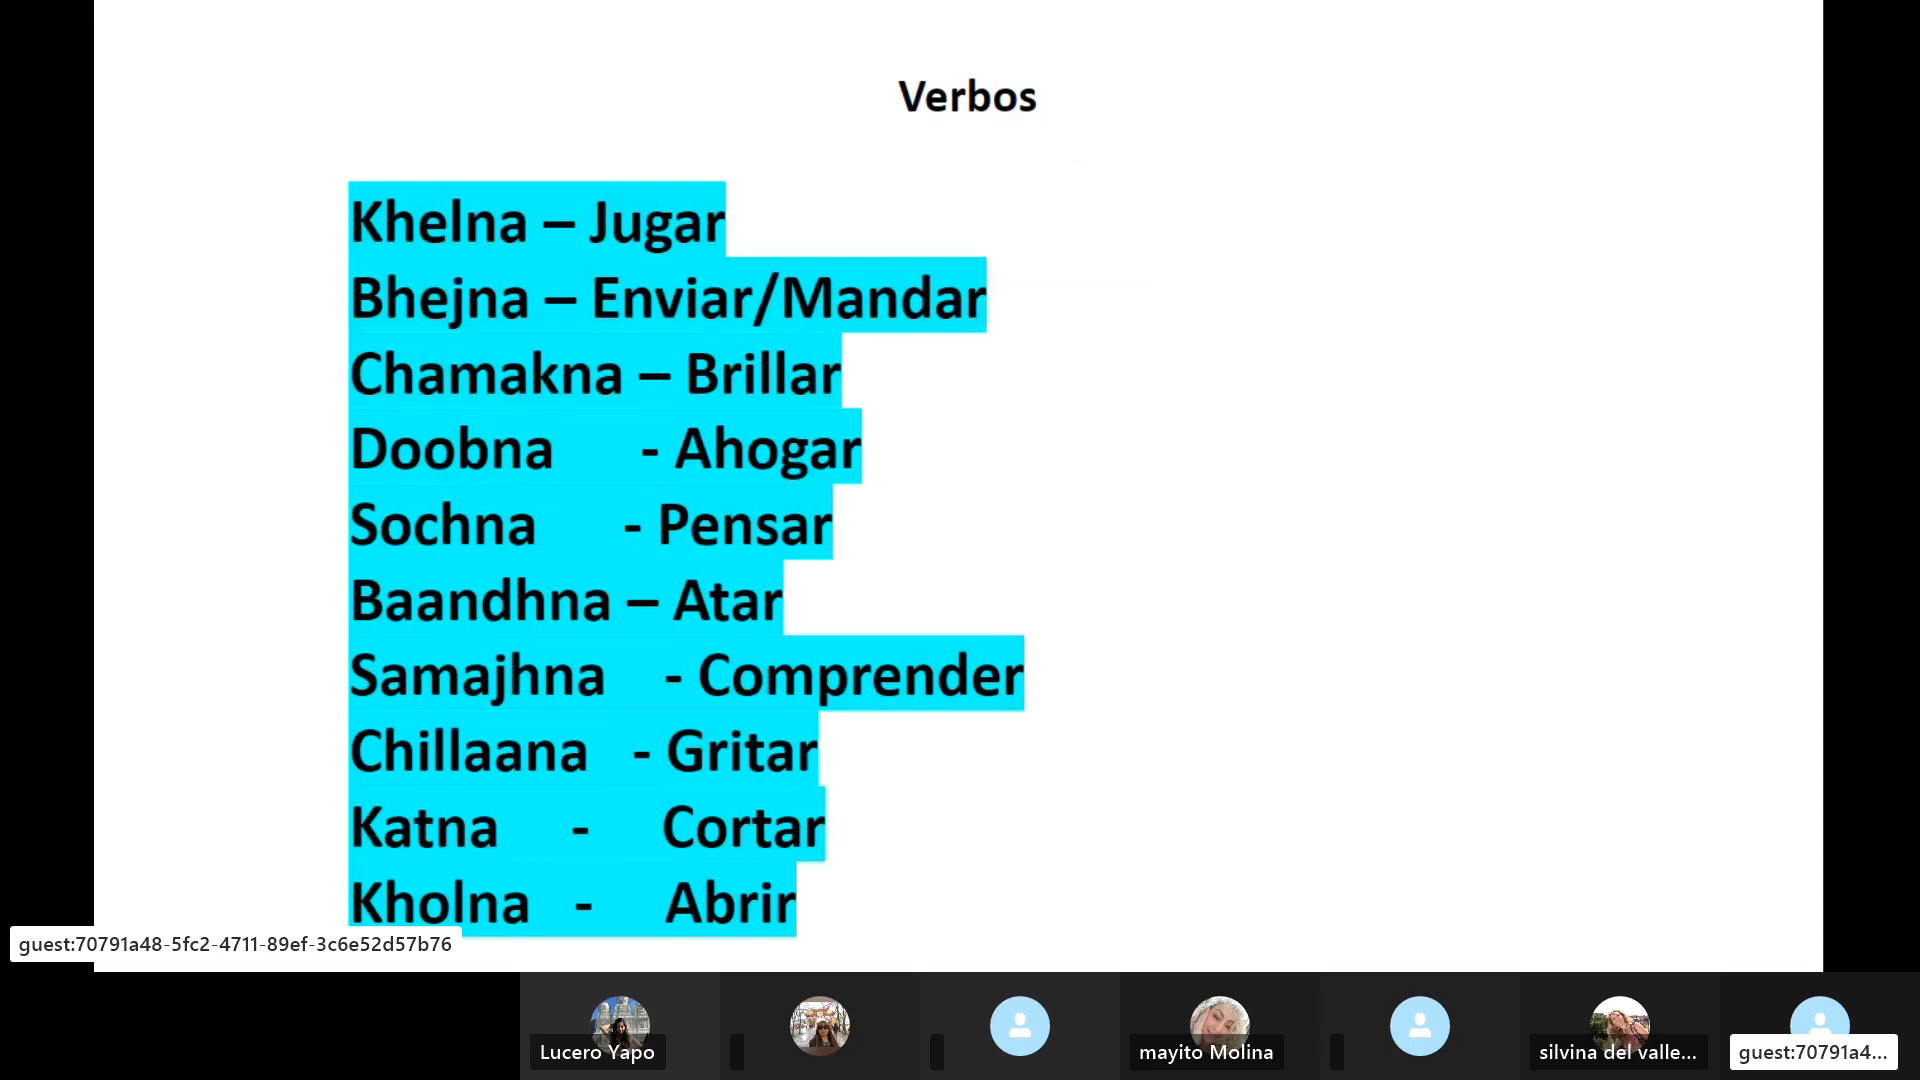 Verbos
Khelna – Jugar
Bhejna – Enviar/Mandar
Chamakna – Brillar
Doobna - Ahogar
Sochna - Pensar
Baandhna – Atar
Samajhna - Comprender
Chillaana - Gritar
Katna - Cortar
Kholna - Abrir
guest:70791a48-5fc2-4711-89ef-3c6e52d57b76
Lucero Yapo
mayito Molina
silvina del valle...
guest:70791a4...